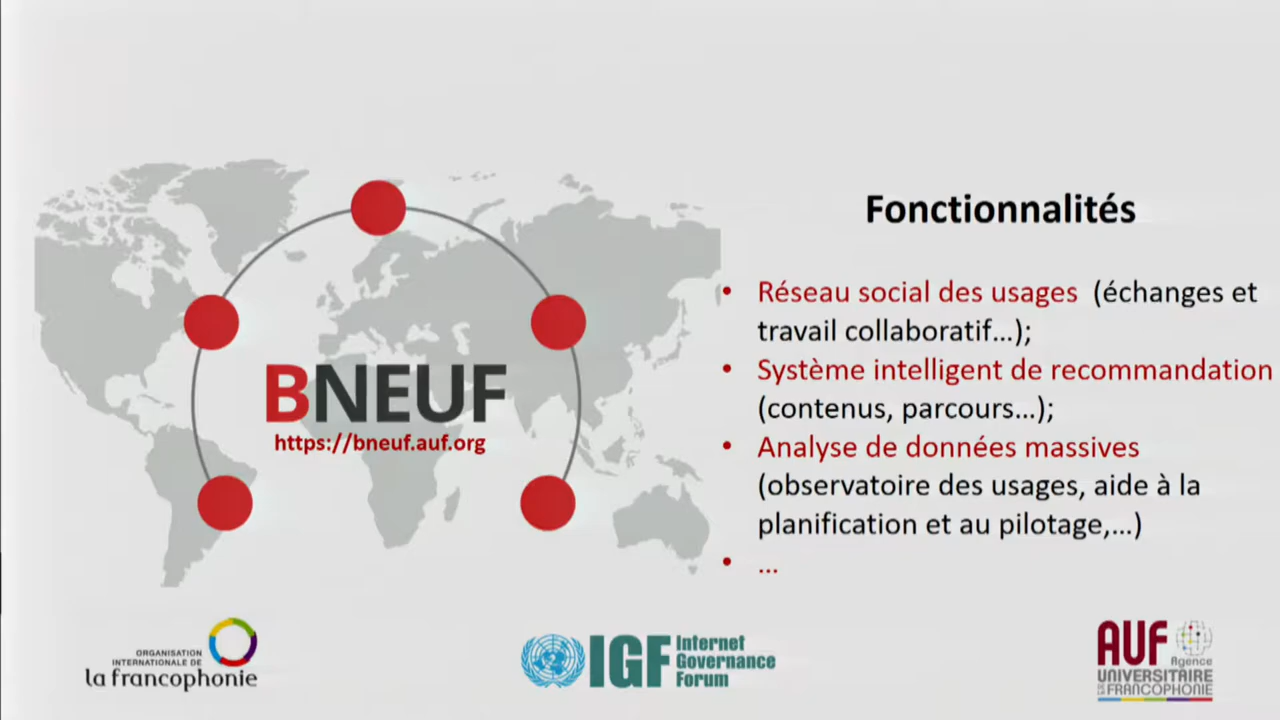 Fonctionnalités
• Réseau social des usages (échanges et
travail collaboratif...);
• Système intelligent de recommandation
(contenus, parcours...);
• Analyse de données massives
(observatoire des usages, aide à la
planification et au pilotage,...)
• ...
BNEUF
https://bneuf.auf.org
ORGANISATION
INTERNATIONALE DE
la francophonie
IGF Internet
Governance
Forum
AUF
Agence
UNIVERSITAIRE
DE LA FRANCOPHONIE